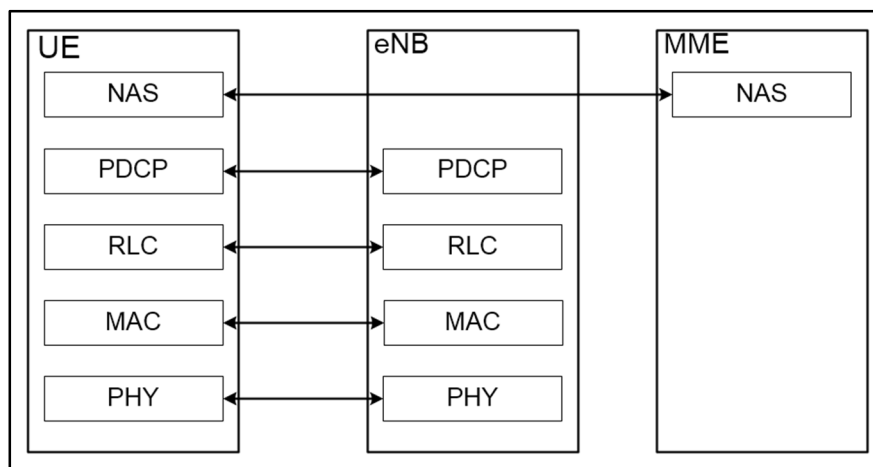 UE
eNB
MME
NAS
NAS
PDCP
PDCP
RLC
RLC
MAC
MAC
PHY
PHY